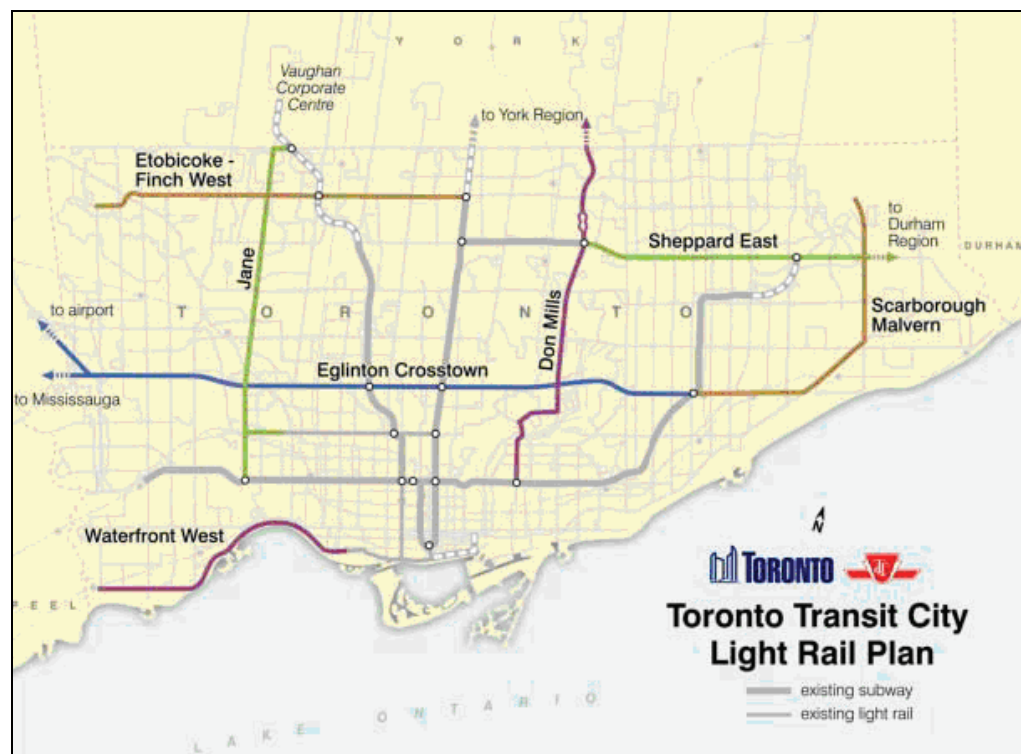 Y O R K
Vaughan
Corporate
Centre
to York Region
Etobicoke -
Finch West
Jane
Sheppard East
to
Durham
Region
DURHAM
Don Mills
Scarborough
Malvern
to airport
T O R O N T O
Eglinton Crosstown
to Mississauga
Waterfront West
PEEL
N
TORONTO
TTC
Toronto Transit City
Light Rail Plan
existing subway
existing light rail
LAKE ONTARIO